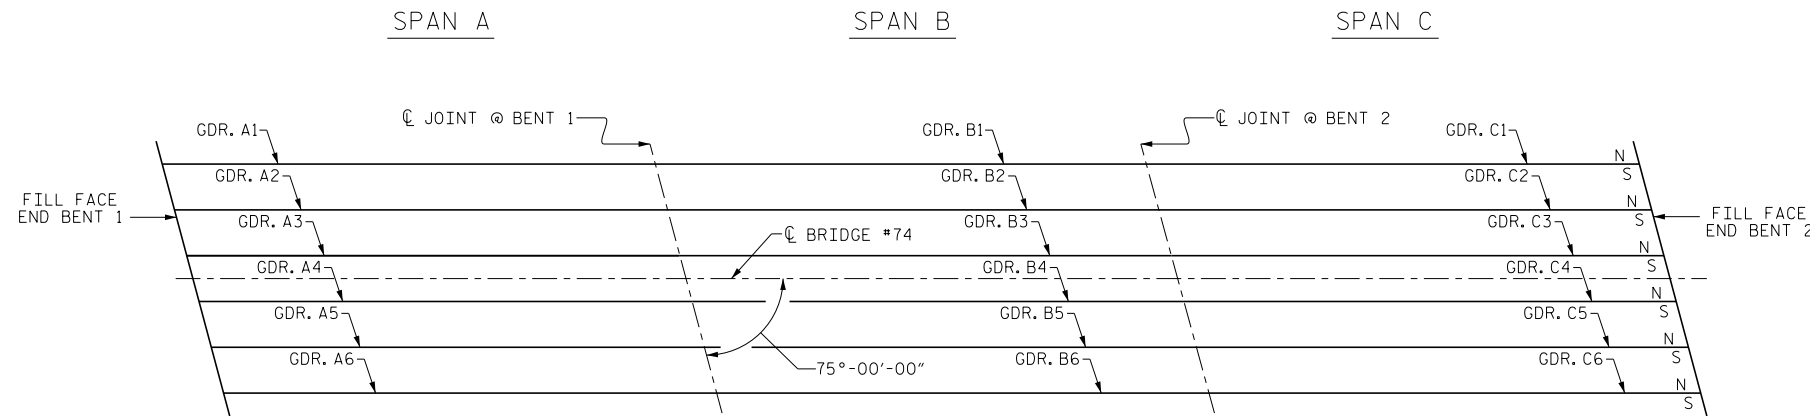 SPAN A
SPAN B
SPAN C
℄ JOINT @ BENT 1
℄ JOINT @ BENT 2
GDR. A1
GDR. B1
GDR. C1
N
S
GDR. A2
GDR. B2
GDR. C2
N
S
FILL FACE
END BENT 1
FILL FACE
END BENT 2
GDR. A3
GDR. B3
GDR. C3
℄ BRIDGE #74
N
S
GDR. A4
GDR. B4
GDR. C4
N
S
GDR. A5
GDR. B5
GDR. C5
N
S
GDR. A6
GDR. B6
GDR. C6
75°-00'-00"
N
S